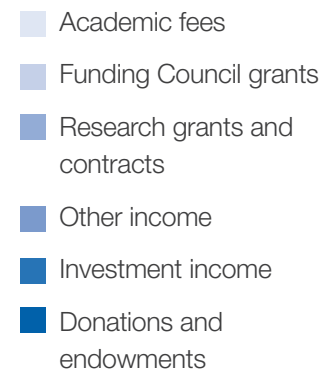 Academic fees
Funding Council grants
Research grants and
contracts
Other income
Investment income
Donations and
endowments